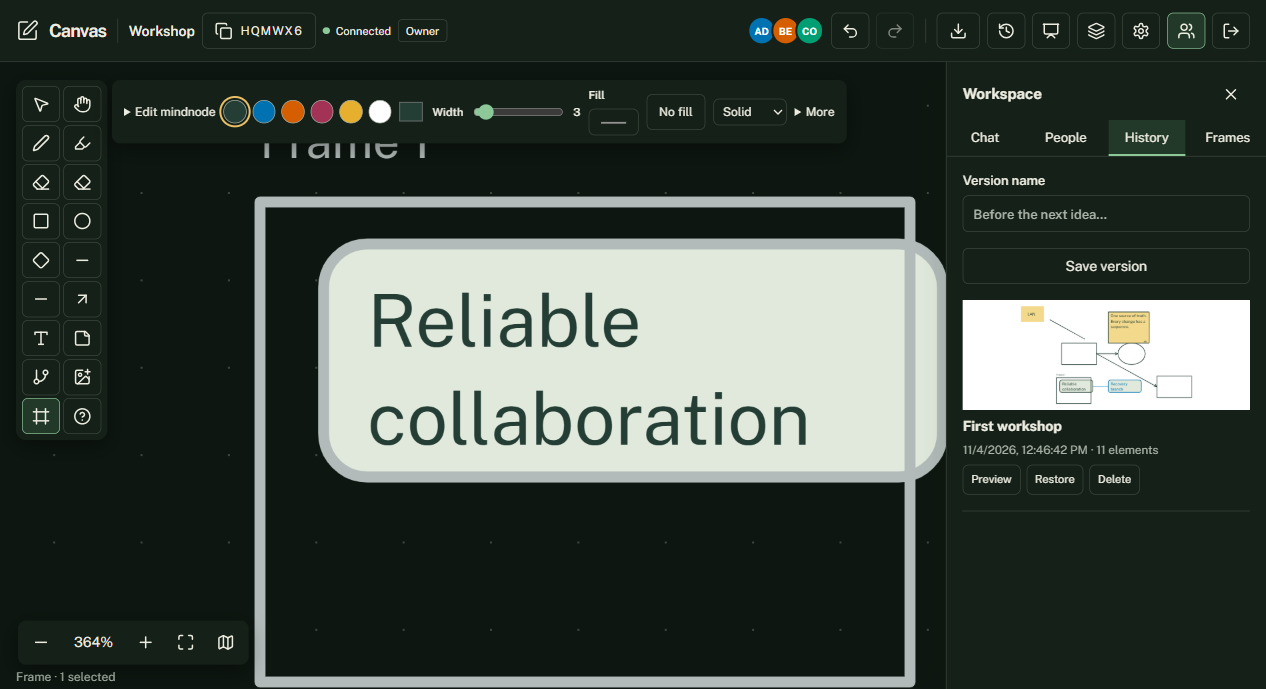 Canvas
Workshop
HQMWX6
Connected
Owner
AD
BE
CO
Edit mindnode
Width
3
Fill
No fill
Solid
More
Frame 1
Reliable
collaboration
364%
Frame · 1 selected
Workspace
Chat
People
History
Frames
Version name
Before the next idea...
Save version
First workshop
11/4/2026, 12:46:42 PM · 11 elements
Preview
Restore
Delete